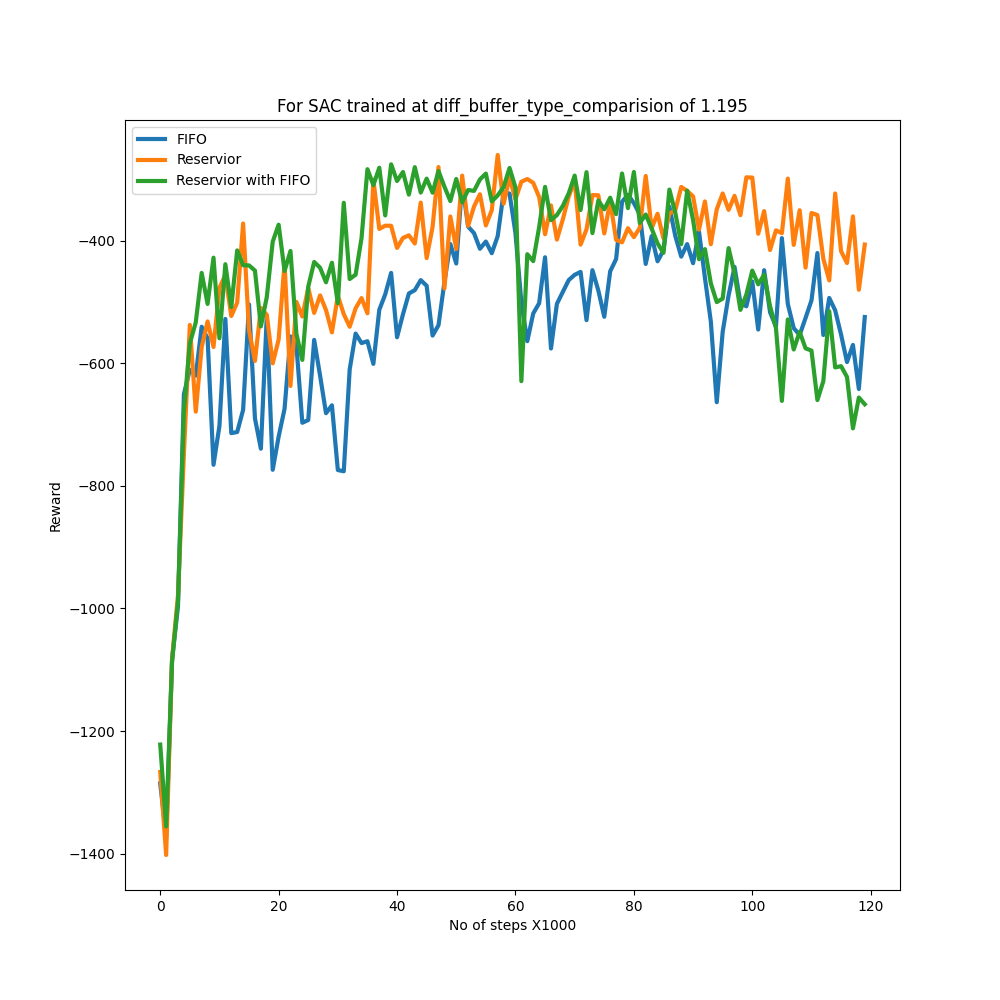 For SAC trained at diff_buffer_type_comparision of 1.195
FIFO
Reservior
Reservior with FIFO
Reward
−400
−600
−800
−1000
−1200
−1400
0 20 40 60 80 100 120
No of steps X1000